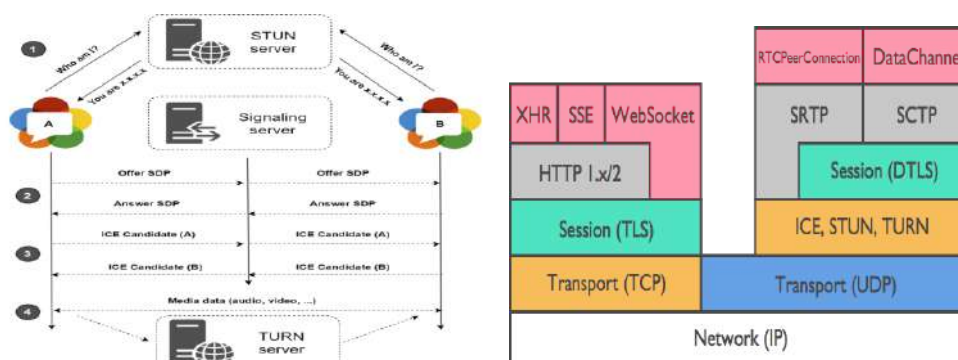 1
STUN
server
Who am I?
You are x.x.x.x
Who am I?
You are x.x.x.x
A
Signaling
server
B
2
Offer SDP
Offer SDP
Answer SDP
Answer SDP
3
ICE Candidate (A)
ICE Candidate (A)
ICE Candidate (B)
ICE Candidate (B)
4
Media data (audio, video, ...)
TURN
server
RTCPeerConnection
DataChanne
XHR
SSE
WebSocket
SRTP
SCTP
HTTP 1.x/2
Session (DTLS)
Session (TLS)
ICE, STUN, TURN
Transport (TCP)
Transport (UDP)
Network (IP)